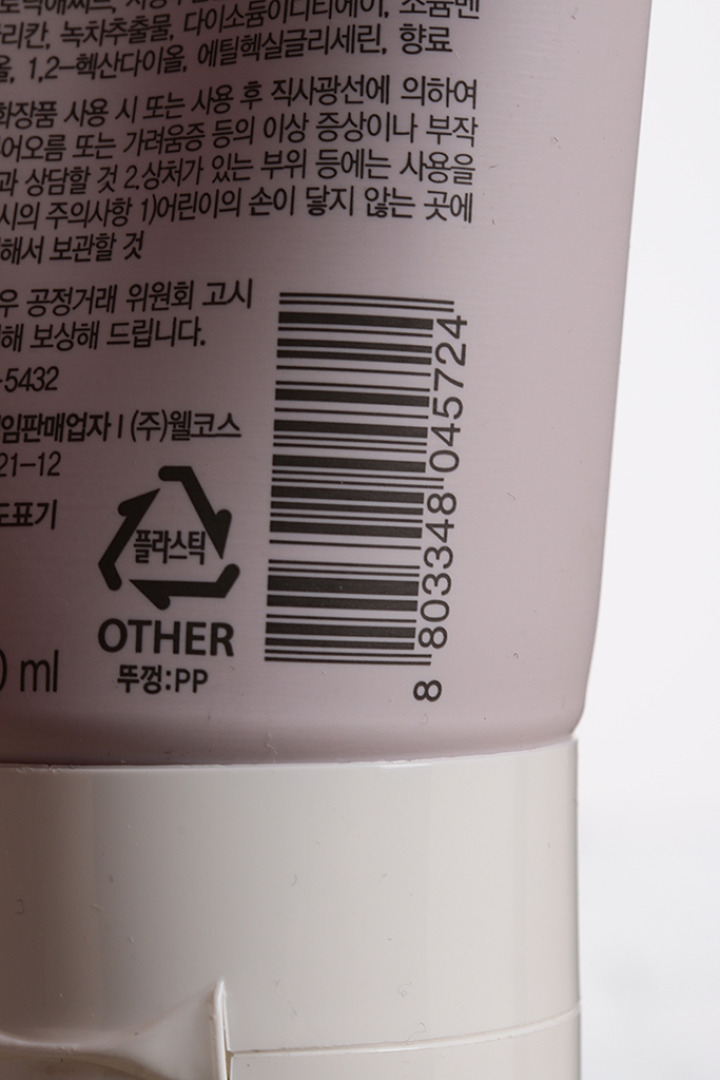 녹차추출물, 다이소듐이디티에이, 소듐벤
1,2-헥산다이올, 에틸헥실글리세린, 향료
화장품 사용 시 또는 사용 후 직사광선에 의하여
어오름 또는 가려움증 등의 이상 증상이나 부작
과 상담할 것 2.상처가 있는 부위 등에는 사용을
시의 주의사항 1)어린이의 손이 닿지 않는 곳에
해서 보관할 것
우 공정거래 위원회 고시
해 보상해 드립니다.
-5432
임판매업자 I (주)웰코스
21-12
도표기
플라스틱
OTHER
뚜껑:PP
ml
8 803348 045724